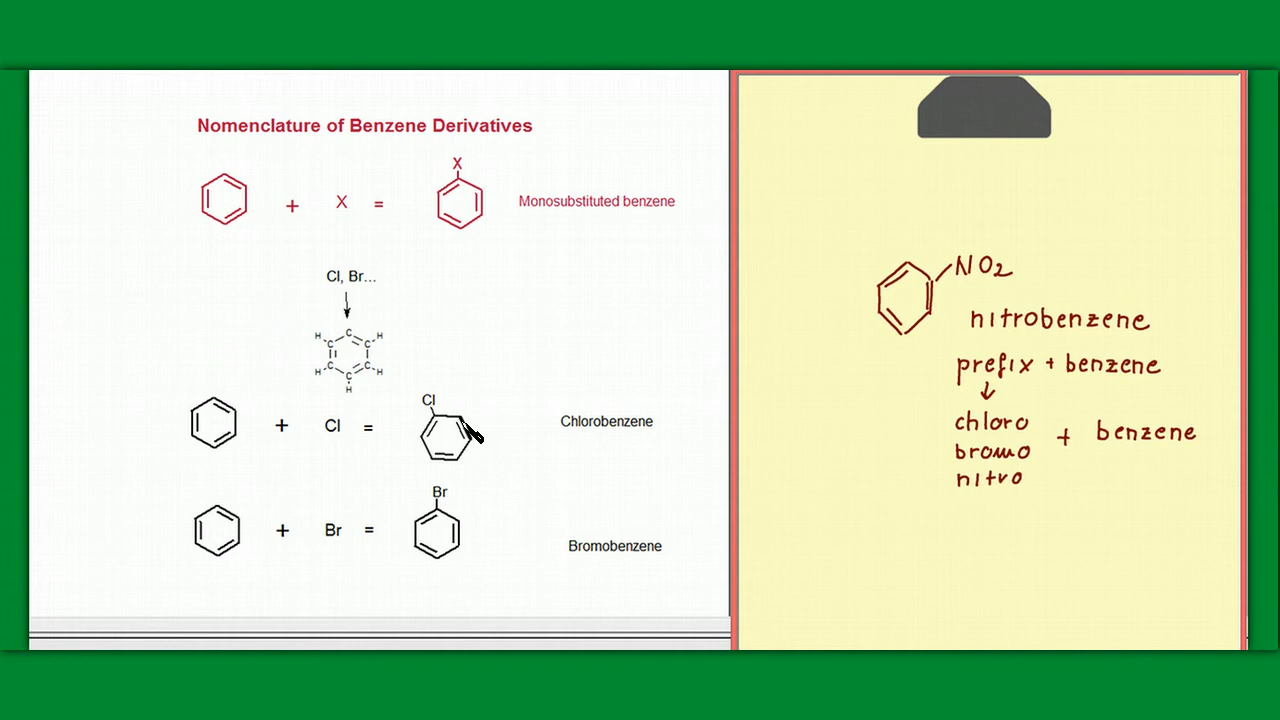 Nomenclature of Benzene Derivatives
X
+ X = Monosubstituted benzene
Cl, Br...
C
H H
C C
C C
H H
C
H
Cl
+ Cl = Chlorobenzene
Br
+ Br =
Bromobenzene
NO2
nitrobenzene
prefix + benzene
chloro
bromo + benzene
nitro